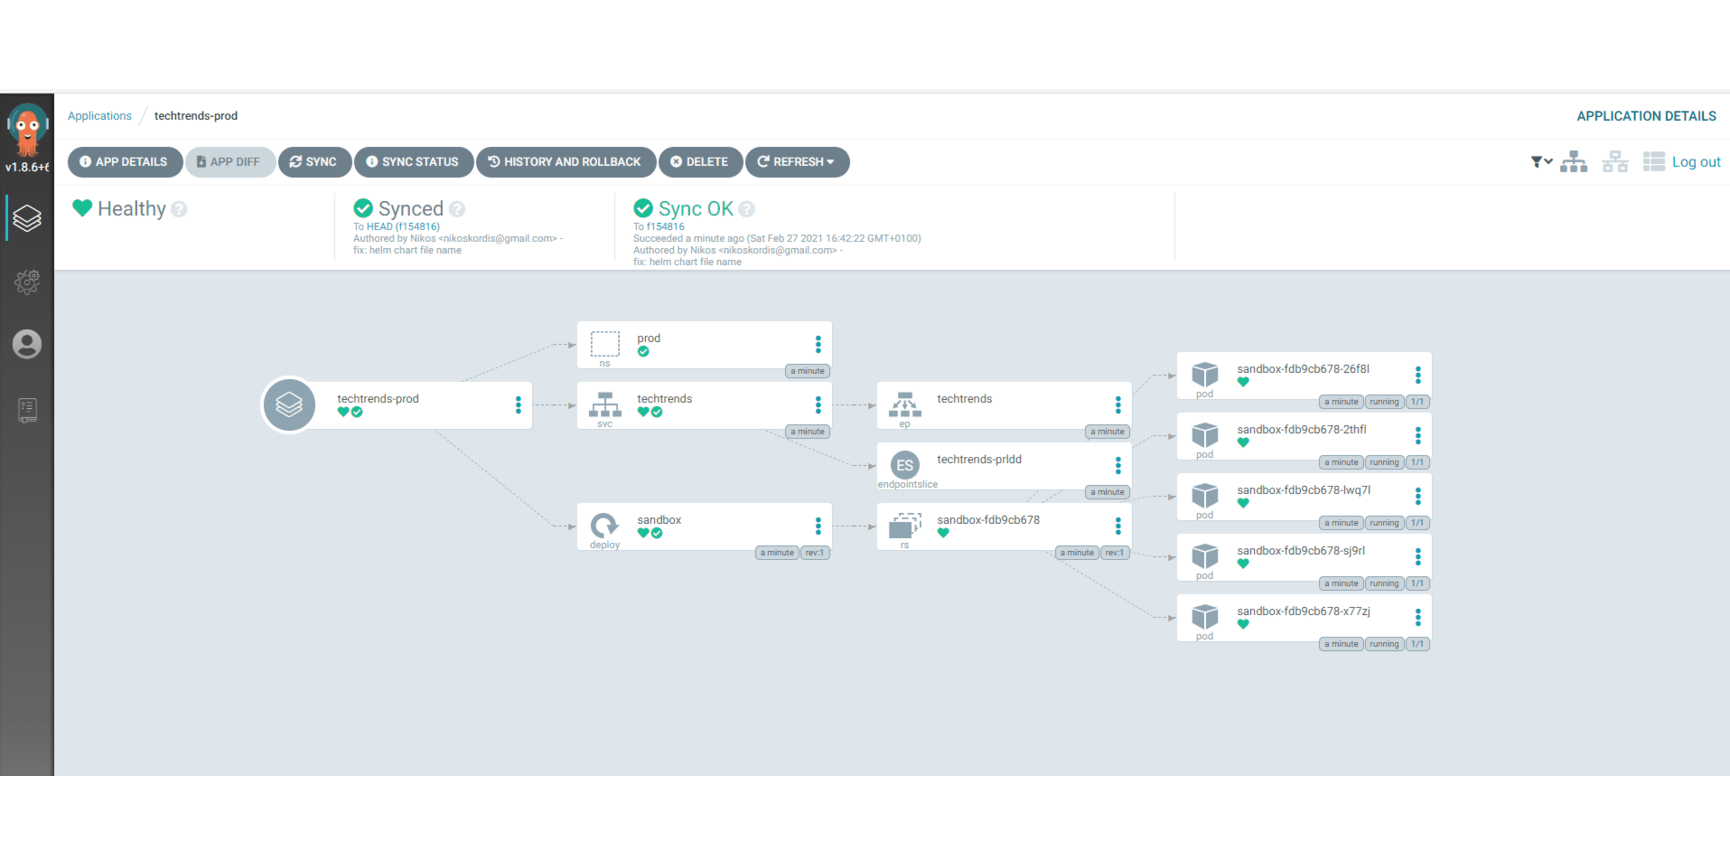 Applications / techtrends-prod
APPLICATION DETAILS
v1.8.6+6
APP DETAILS
APP DIFF
SYNC
SYNC STATUS
HISTORY AND ROLLBACK
DELETE
REFRESH
Log out
Healthy
Synced
To HEAD (f154816)
Authored by Nikos <nikoskordis@gmail.com> -
fix: helm chart file name
Sync OK
To f154816
Succeeded a minute ago (Sat Feb 27 2021 16:42:22 GMT+0100)
Authored by Nikos <nikoskordis@gmail.com> -
fix: helm chart file name
techtrends-prod
prod
ns
a minute
techtrends
svc
a minute
sandbox
deploy
a minute rev:1
techtrends
ep
a minute
ES
techtrends-prldd
endpointslice
a minute
sandbox-fdb9cb678
rs
a minute rev:1
sandbox-fdb9cb678-26f8l
pod
a minute running 1/1
sandbox-fdb9cb678-2thfl
pod
a minute running 1/1
sandbox-fdb9cb678-lwq7l
pod
a minute running 1/1
sandbox-fdb9cb678-sj9rl
pod
a minute running 1/1
sandbox-fdb9cb678-x77zj
pod
a minute running 1/1